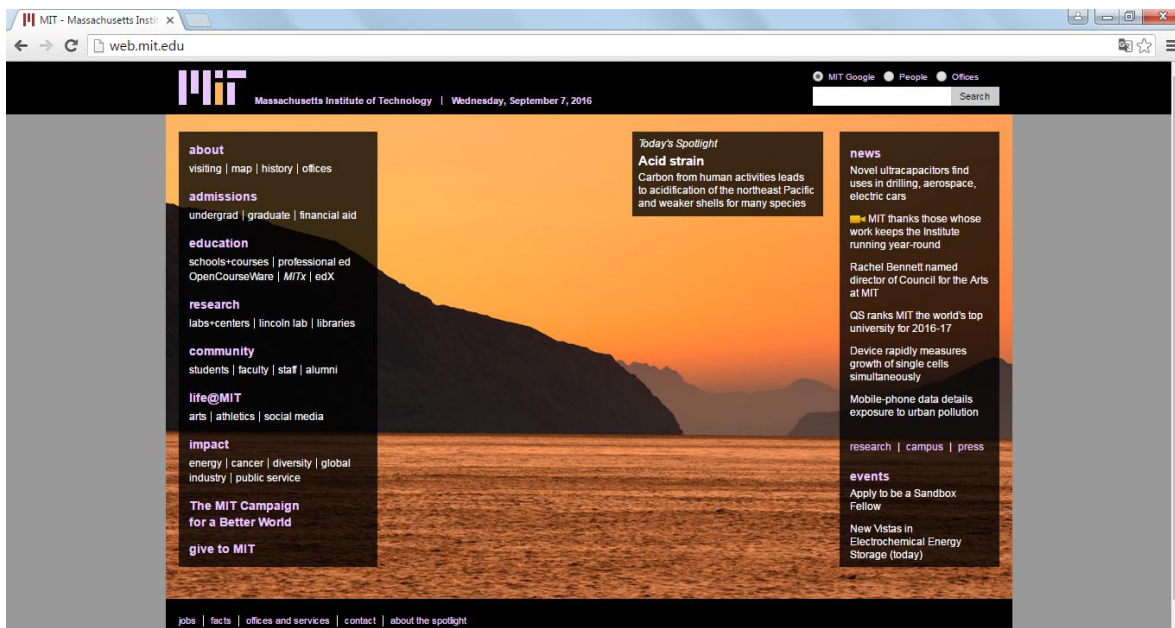 MIT - Massachusetts Instit
web.mit.edu
MIT Google People Offices
Massachusetts Institute of Technology | Wednesday, September 7, 2016
Search
about
visiting | map | history | offices
admissions
undergrad | graduate | financial aid
education
schools+courses | professional ed
OpenCourseWare | MITx | edX
research
labs+centers | lincoln lab | libraries
community
students | faculty | staff | alumni
life@MIT
arts | athletics | social media
impact
energy | cancer | diversity | global
industry | public service
The MIT Campaign
for a Better World
give to MIT
Today's Spotlight
Acid strain
Carbon from human activities leads
to acidification of the northeast Pacific
and weaker shells for many species
news
Novel ultracapacitors find
uses in drilling, aerospace,
electric cars
MIT thanks those whose
work keeps the Institute
running year-round
Rachel Bennett named
director of Council for the Arts
at MIT
QS ranks MIT the world's top
university for 2016-17
Device rapidly measures
growth of single cells
simultaneously
Mobile-phone data details
exposure to urban pollution
research | campus | press
events
Apply to be a Sandbox
Fellow
New Vistas in
Electrochemical Energy
Storage (today)
jobs | facts | offices and services | contact | about the spotlight